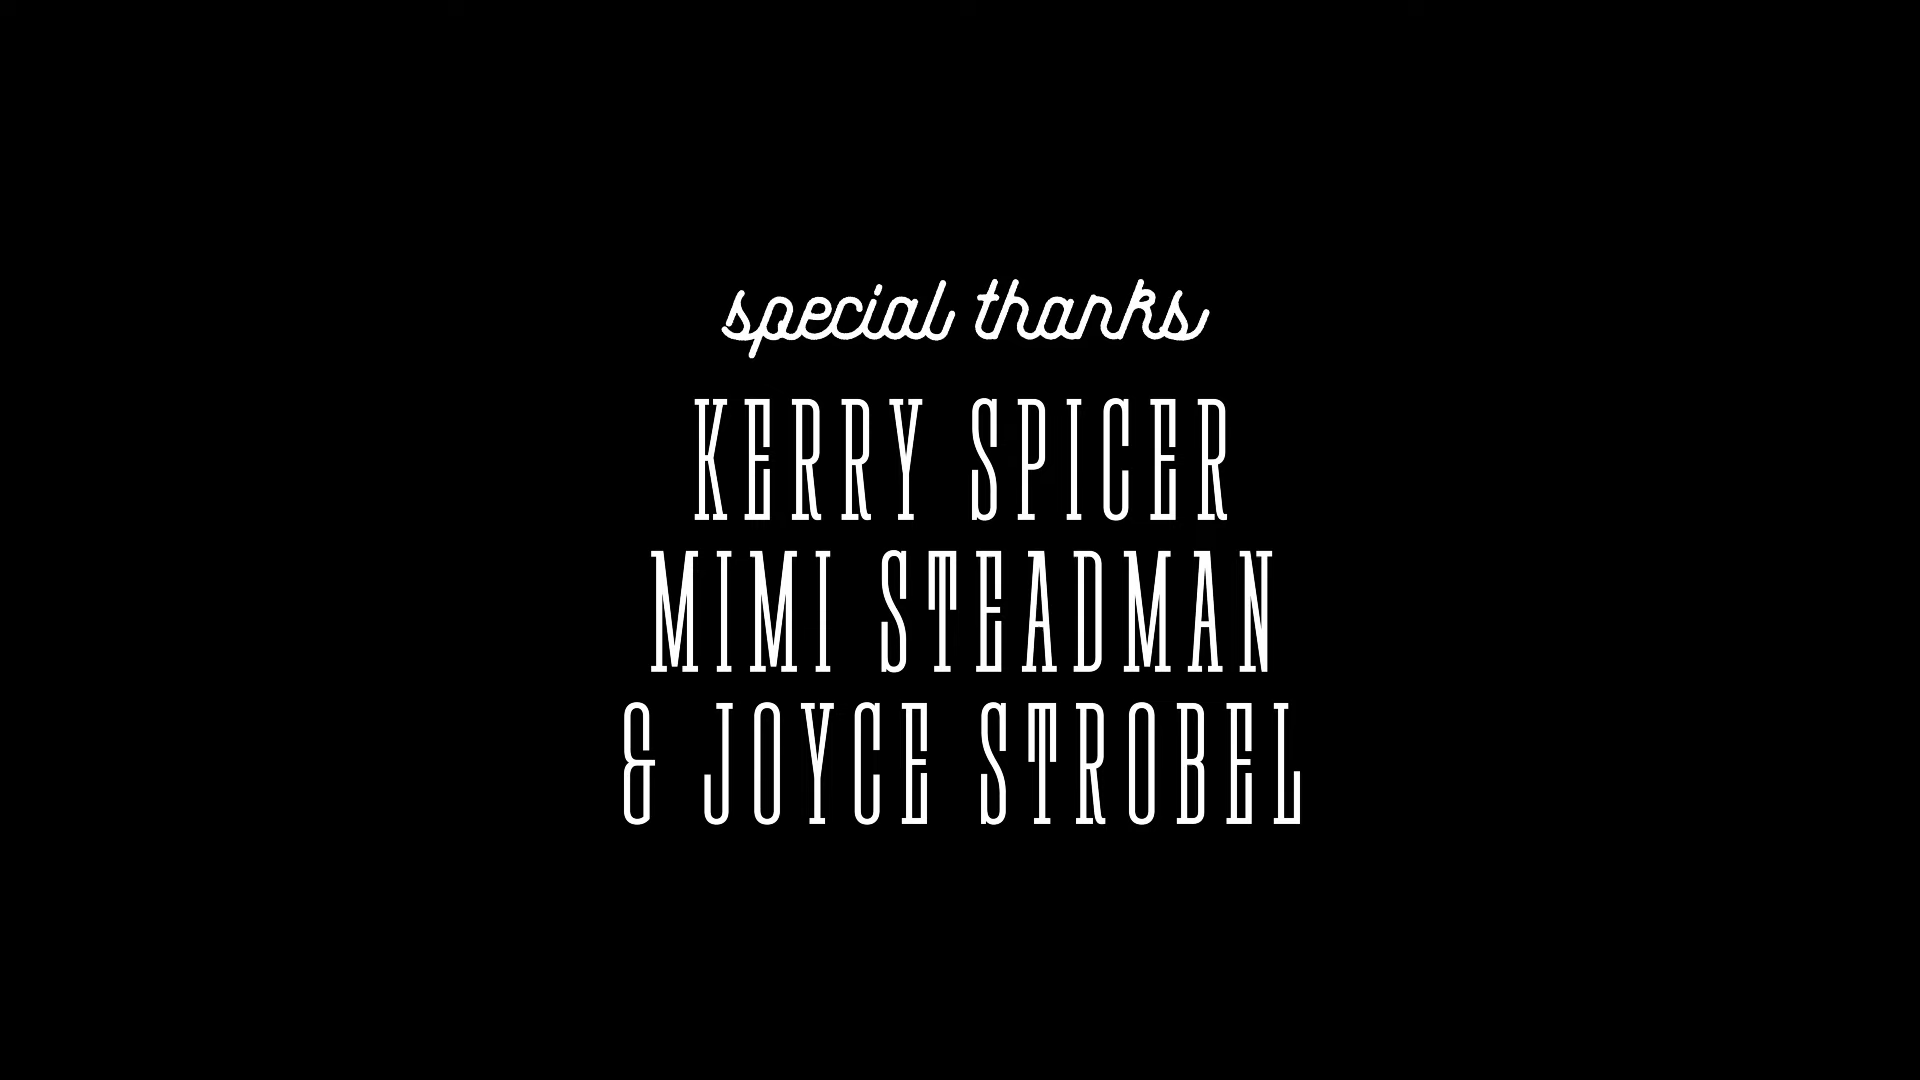 special thanks
KERRY SPICER
MIMI STEADMAN
& JOYCE STROBEL